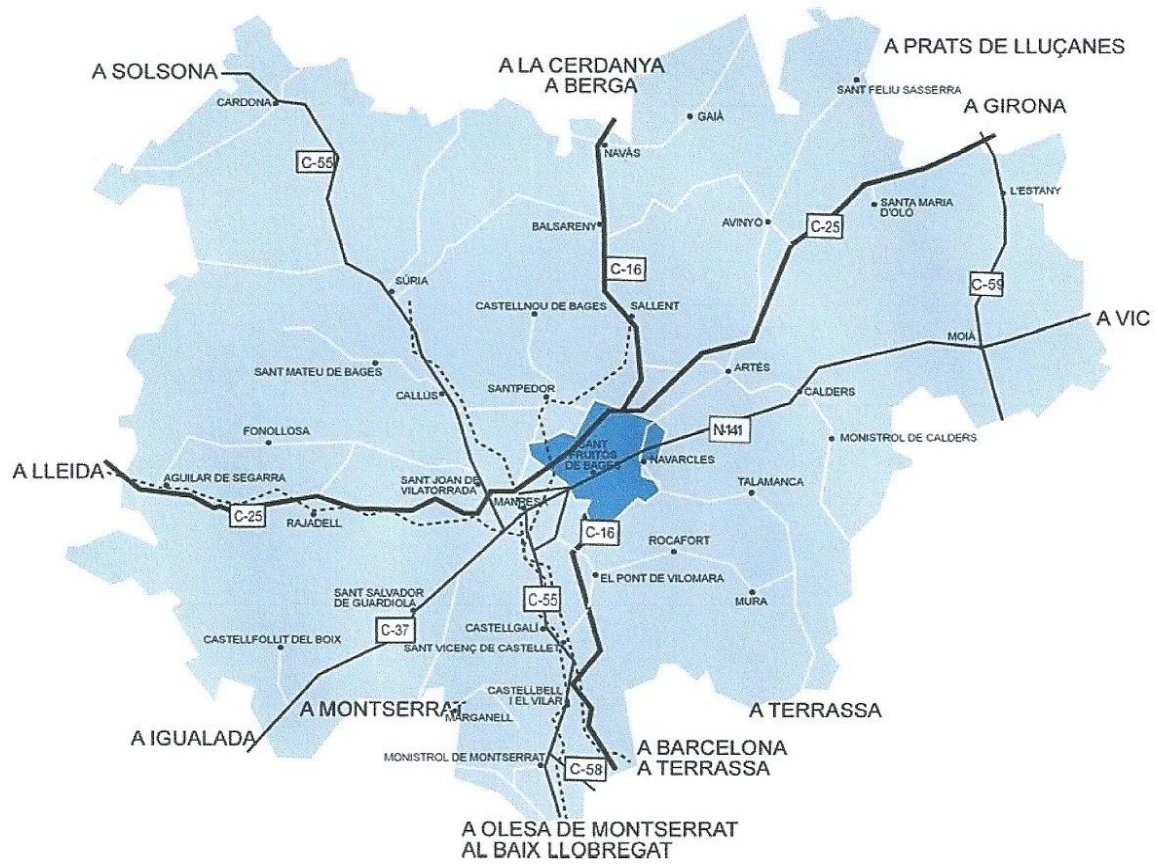 A PRATS DE LLUÇANES
A LA CERDANYA
A BERGA
A SOLSONA
SANT FELIU SASSERRA
CARDONA
A GIRONA
GAIÀ
NAVÀS
C-55
L'ESTANY
SANTA MARIA
D'OLÓ
BALSARENY
AVINYÓ
C-25
C-16
SÚRIA
C-59
CASTELLNOU DE BAGES
SALLENT
A VIC
MOIÀ
SANT MATEU DE BAGES
ARTÉS
CALLÚS
SANTPEDOR
CALDERS
N-141
FONOLLOSA
SANT
FRUITÓS
DE BAGES
MONISTROL DE CALDERS
NAVARCLES
A LLEIDA
AGUILAR DE SEGARRA
SANT JOAN DE
VILATORRADA
TALAMANCA
MANRESA
C-25
RAJADELL
C-16
ROCAFORT
EL PONT DE VILOMARA
SANT SALVADOR
DE GUARDIOLA
C-55
MURA
C-37
CASTELLGALÍ
CASTELLFOLLIT DEL BOIX
SANT VICENÇ DE CASTELLET
CASTELLBELL
I EL VILAR
A MONTSERRAT
MARGANELL
A TERRASSA
A IGUALADA
MONISTROL DE MONTSERRAT
A BARCELONA
A TERRASSA
C-58
A OLESA DE MONTSERRAT
AL BAIX LLOBREGAT